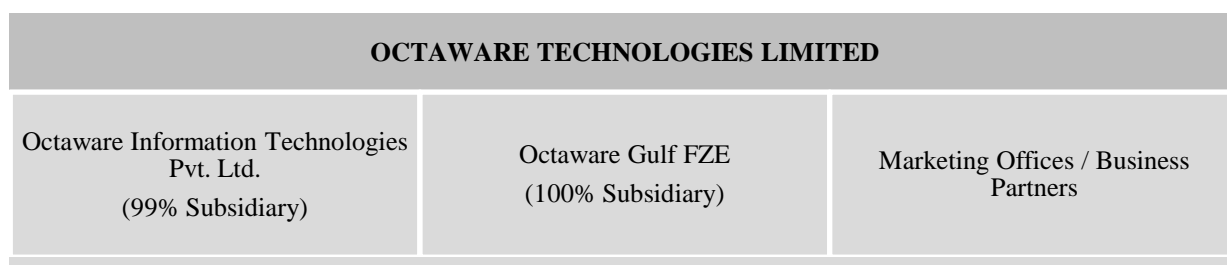 OCTAWARE TECHNOLOGIES LIMITED
Octaware Information Technologies
Pvt. Ltd.
(99% Subsidiary)
Octaware Gulf FZE
(100% Subsidiary)
Marketing Offices / Business
Partners